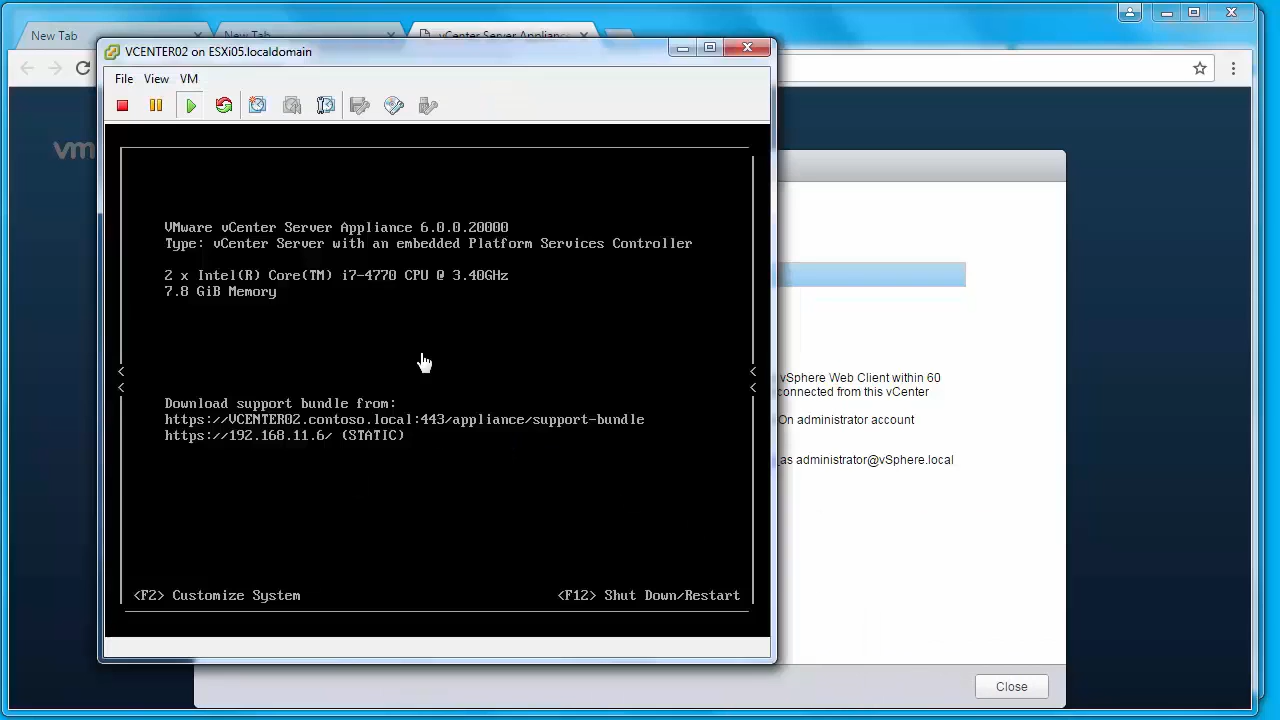 New Tab
New Tab
vCenter Server Applian
VCENTER02 on ESXi05.localdomain
File View VM
vm
VMware vCenter Server Appliance 6.0.0.20000
Type: vCenter Server with an embedded Platform Services Controller
2 x Intel(R) Core(TM) i7-4770 CPU @ 3.40GHz
7.8 GiB Memory
vSphere Web Client within 60
connected from this vCenter
Download support bundle from:
https://VCENTER02.contoso.local:443/appliance/support-bundle
On administrator account
https://192.168.11.6/ (STATIC)
as administrator@vSphere.local
<F2> Customize System
<F12> Shut Down/Restart
Close